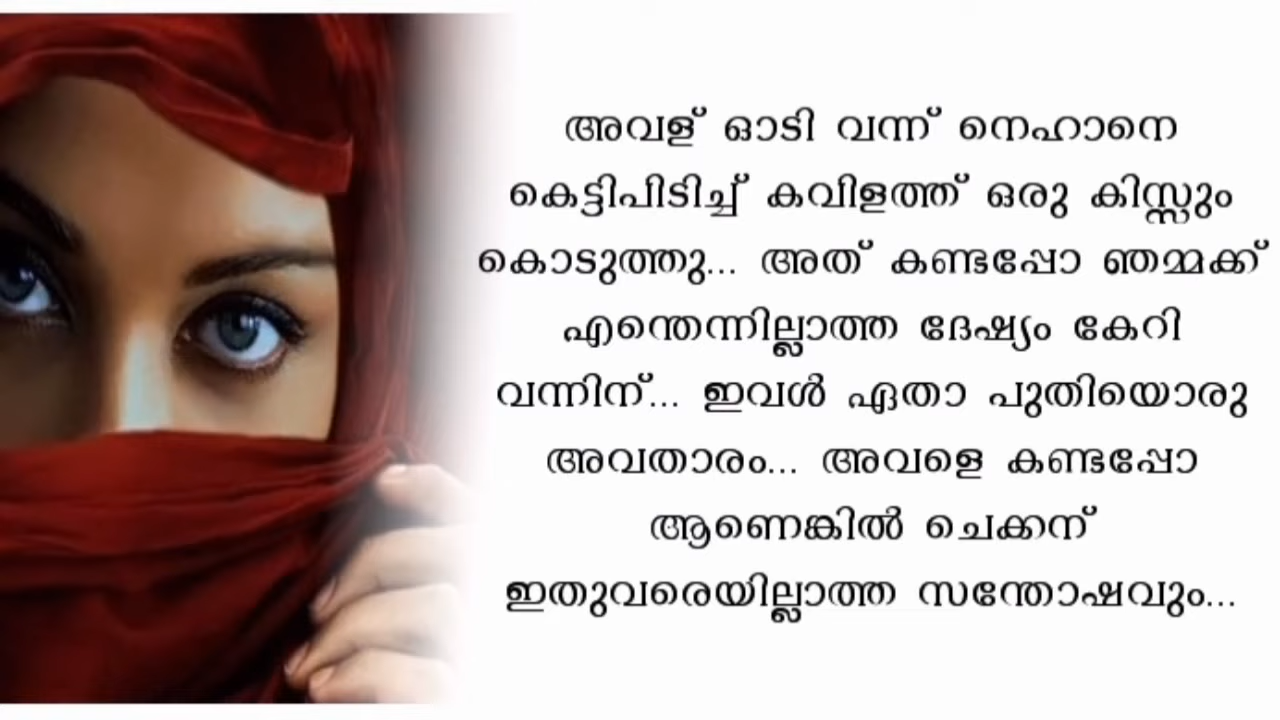 അവള് ഓടി വന്ന് നെഹാനെ
കെട്ടിപിടിച്ച് കവിളത്ത് ഒരു കിസ്സും
കൊടുത്തു... അത് കണ്ടപ്പോ ഞമ്മക്ക്
എന്തെന്നില്ലാത്ത ദേഷ്യം കേറി
വന്നിന്... ഇവൾ ഏതാ പുതിയൊരു
അവതാരം... അവളെ കണ്ടപ്പോ
ആണെങ്കിൽ ചെക്കന്
ഇതുവരെയില്ലാത്ത സന്തോഷവും...